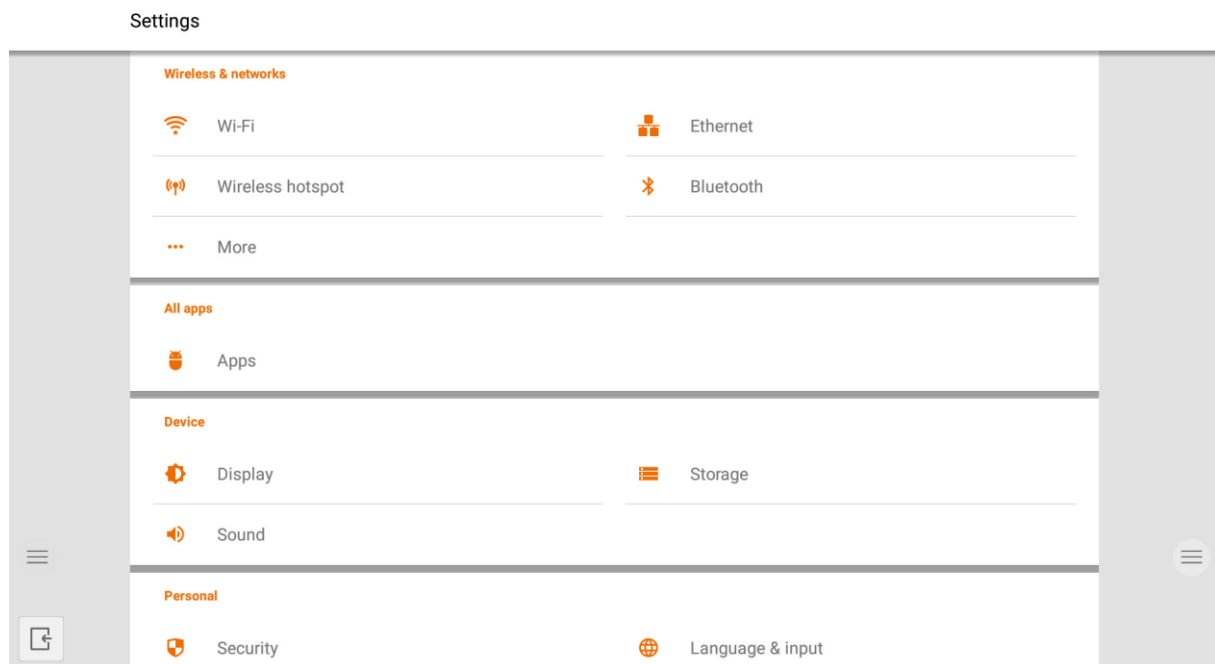 Settings
Wireless & networks
Wi-Fi
Ethernet
Wireless hotspot
Bluetooth
More
All apps
Apps
Device
Display
Storage
Sound
Personal
Security
Language & input